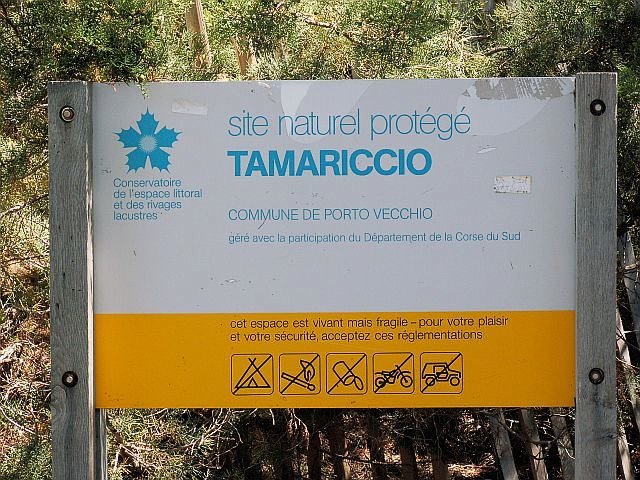 site naturel protégé
TAMARICCIO
Conservatoire
de l'espace littoral
et des rivages
lacustres
COMMUNE DE PORTO VECCHIO
géré avec la participation du Département de la Corse du Sud
cet espace est vivant mais fragile – pour votre plaisir
et votre sécurité, acceptez ces réglementations